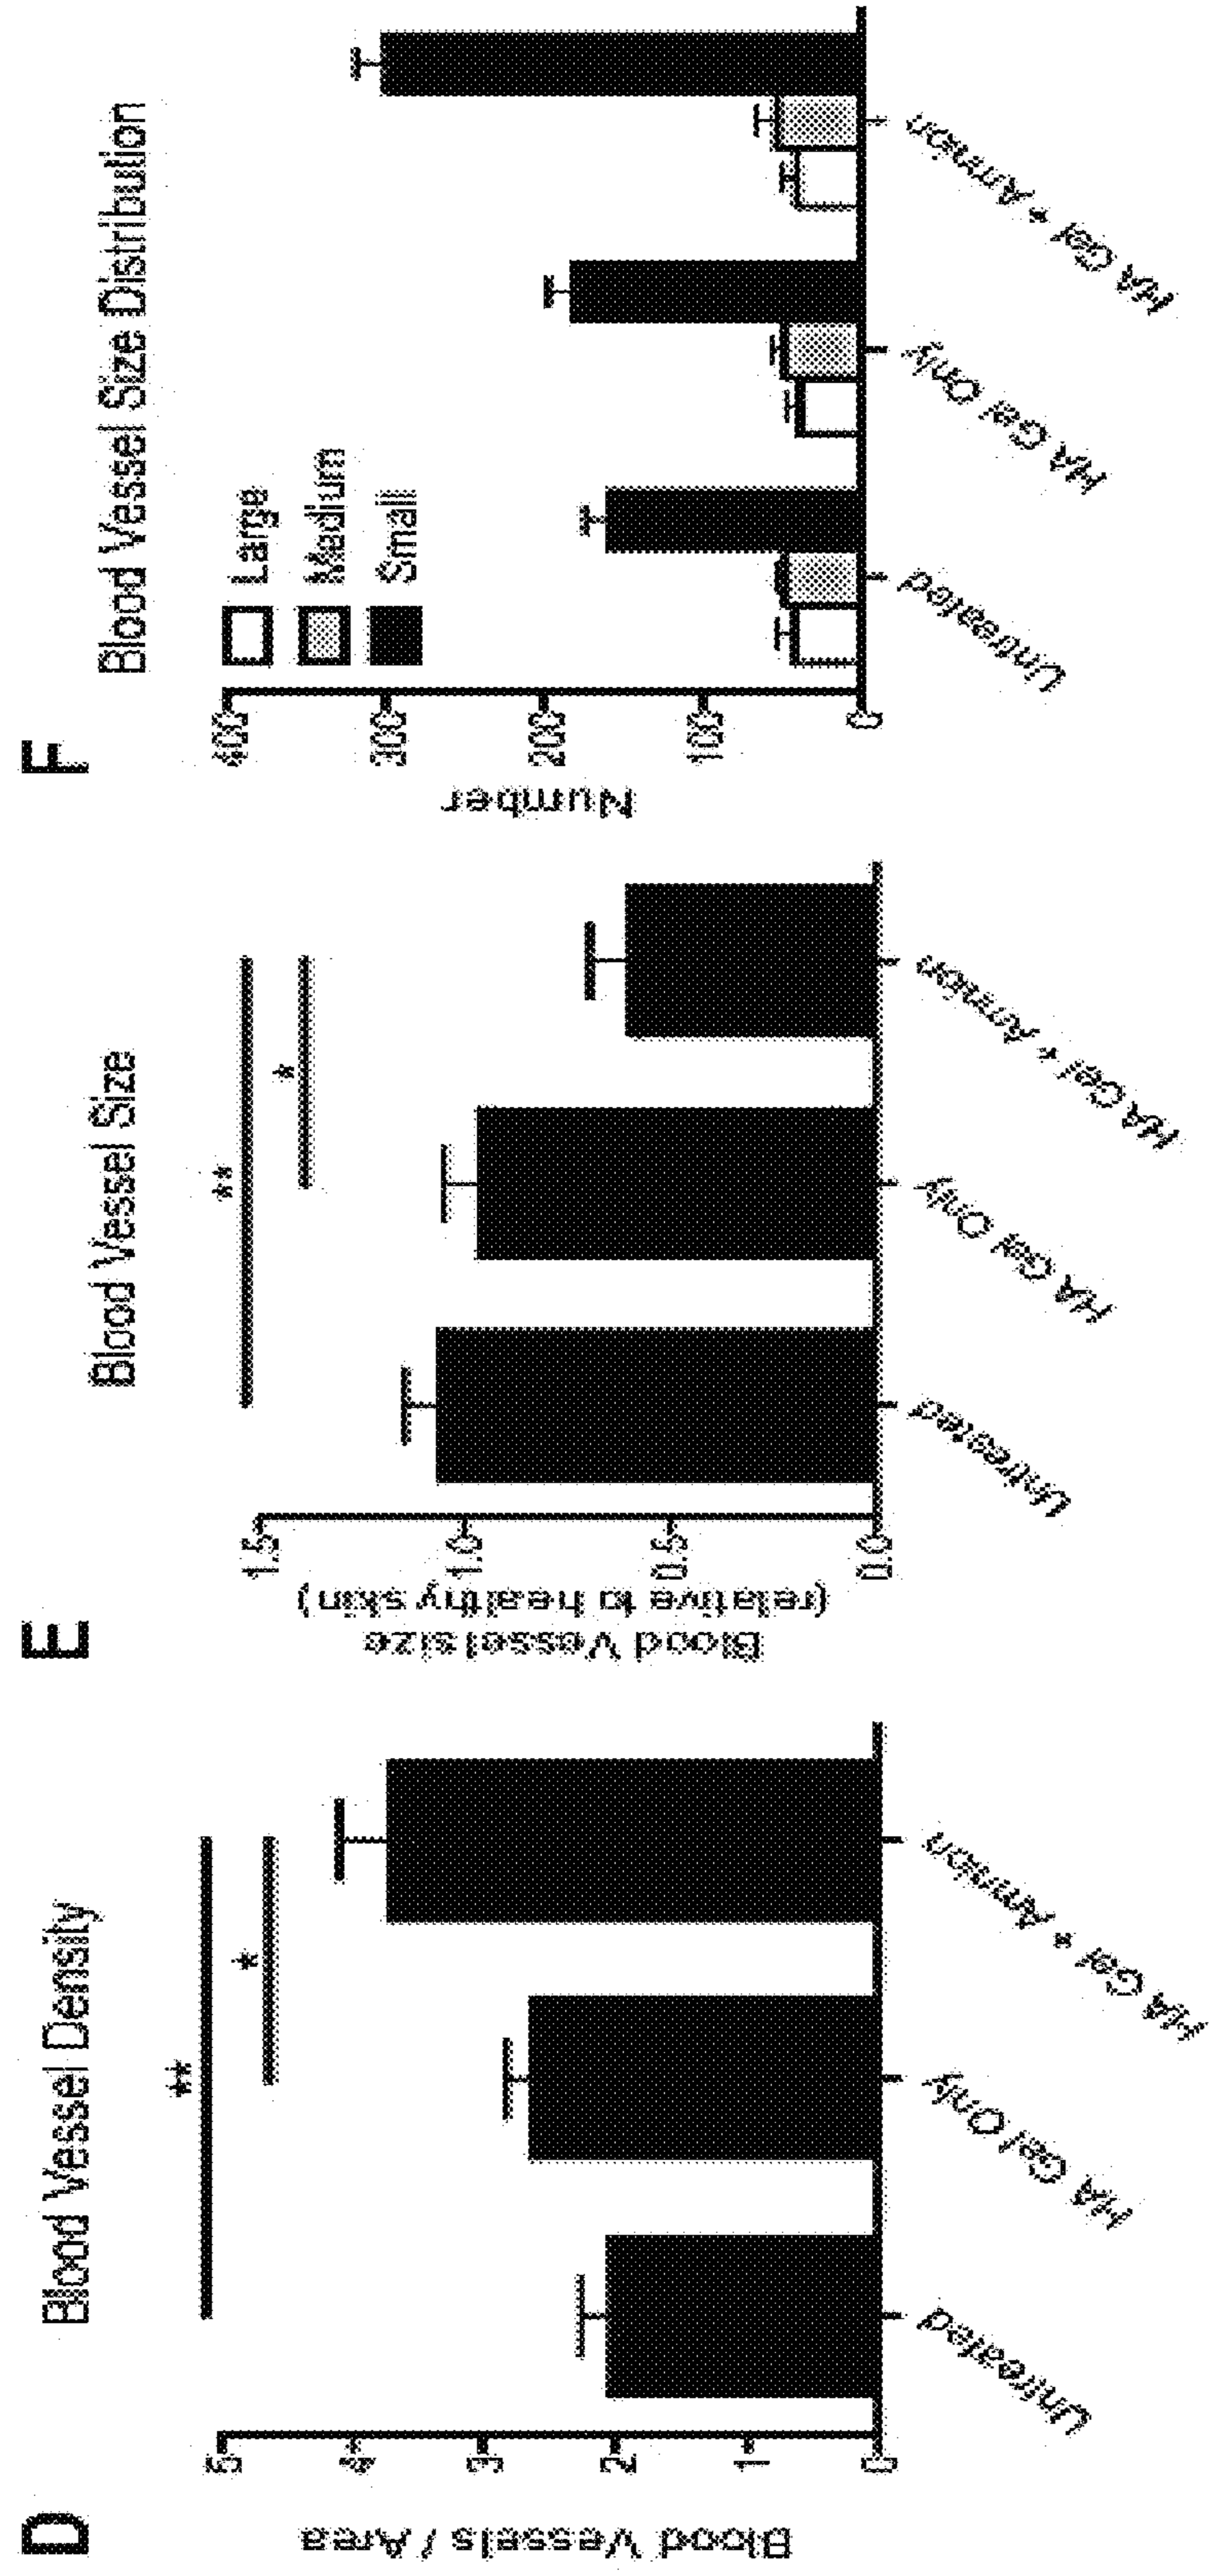 D
Blood Vessel Density
Blood Vessels / Area
5
4
3
2
1
0
**
*
Untreated
HA Gel Only
HA Gel + Amnion
E
Blood Vessel Size
Blood Vessel size
(relative to healthy skin)
1.5
1.0
0.5
0.0
**
*
Untreated
HA Gel Only
HA Gel + Amnion
F
Blood Vessel Size Distribution
Number
400
300
200
100
0
Large
Medium
Small
Untreated
HA Gel Only
HA Gel + Amnion